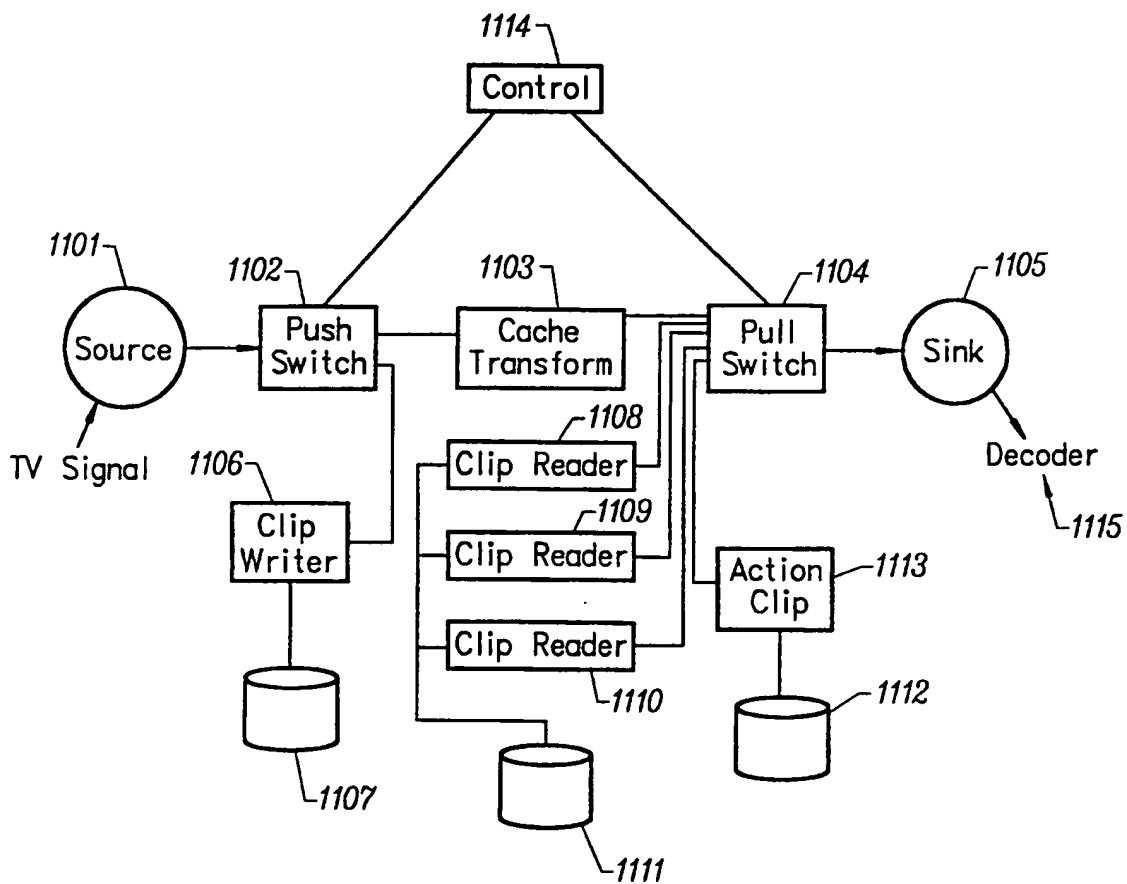 1114
Control
1101
1102
1103
1104
1105
Source
Push
Switch
Cache
Transform
Pull
Switch
Sink
TV Signal
1106
1108
Clip Reader
Decoder
1115
Clip
Writer
1109
Clip Reader
Action
Clip
1113
Clip Reader
1110
1112
1107
1111